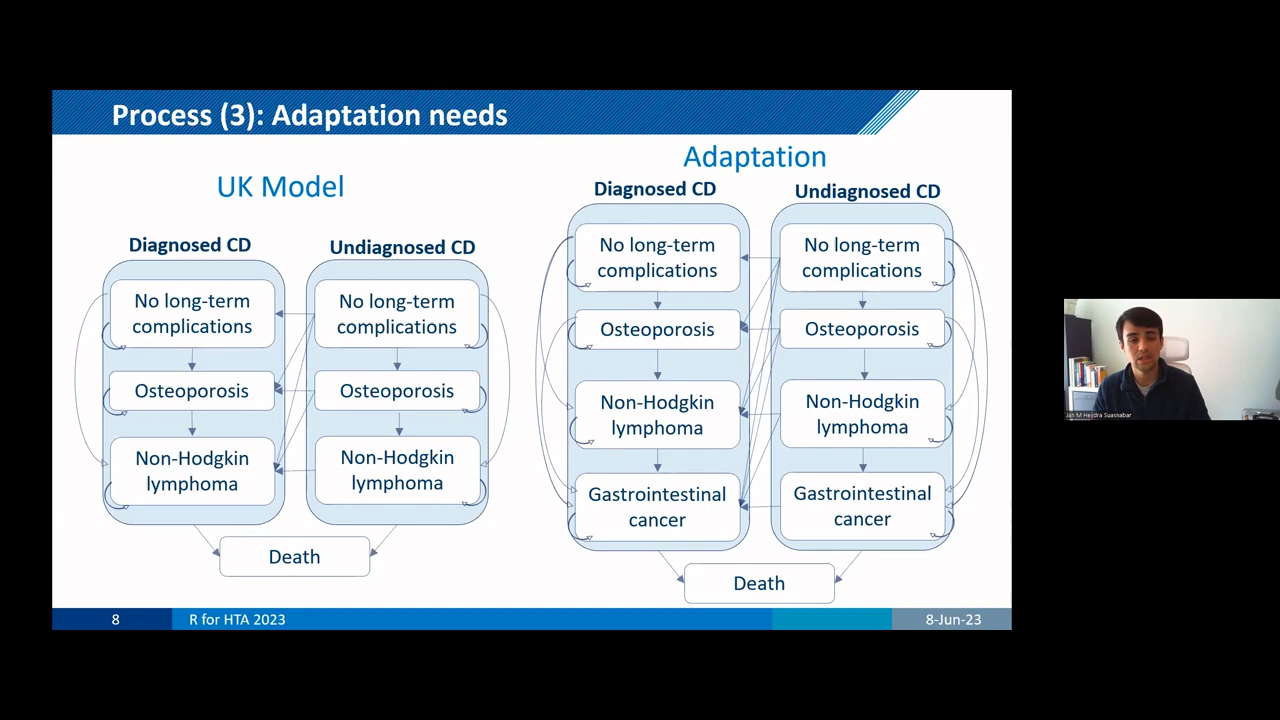 Process (3): Adaptation needs
UK Model
Diagnosed CD
Undiagnosed CD
No long-term
complications
Osteoporosis
Non-Hodgkin
lymphoma
No long-term
complications
Osteoporosis
Non-Hodgkin
lymphoma
Death
Adaptation
Diagnosed CD
Undiagnosed CD
No long-term
complications
Osteoporosis
Non-Hodgkin
lymphoma
Gastrointestinal
cancer
No long-term
complications
Osteoporosis
Non-Hodgkin
lymphoma
Gastrointestinal
cancer
Death
8
R for HTA 2023
8-Jun-23
Jan M Heijdra Suasnabar